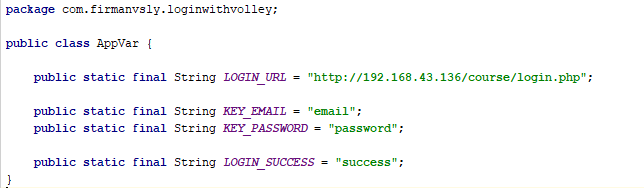 package com.firmanvsly.loginwithvolley;
public class AppVar {
public static final String LOGIN_URL = "http://192.168.43.136/course/login.php";
public static final String KEY_EMAIL = "email";
public static final String KEY_PASSWORD = "password";
public static final String LOGIN_SUCCESS = "success";
}